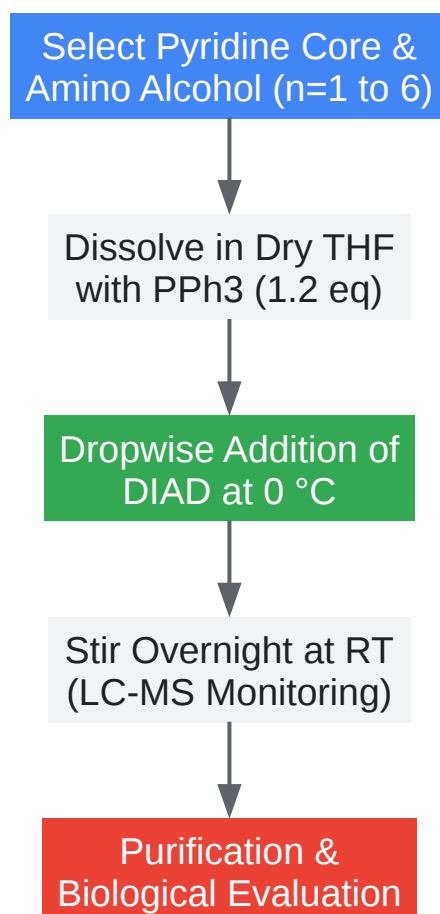 Select Pyridine Core &
Amino Alcohol (n=1 to 6)
Dissolve in Dry THF
with PPh3 (1.2 eq)
Dropwise Addition of
DIAD at 0 °C
Stir Overnight at RT
(LC-MS Monitoring)
Purification &
Biological Evaluation